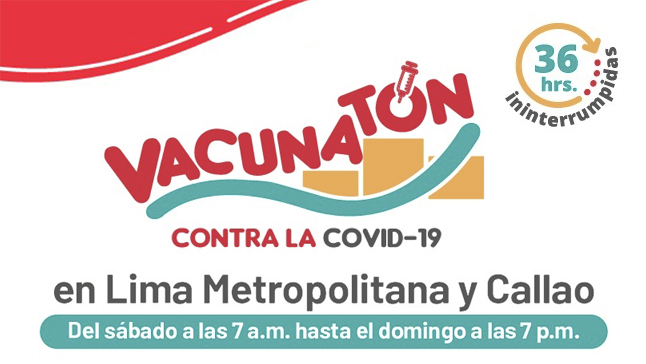 36
hrs.
ininterrumpidas
VACUNATÓN
CONTRA LA COVID-19
en Lima Metropolitana y Callao
Del sábado a las 7 a.m. hasta el domingo a las 7 p.m.